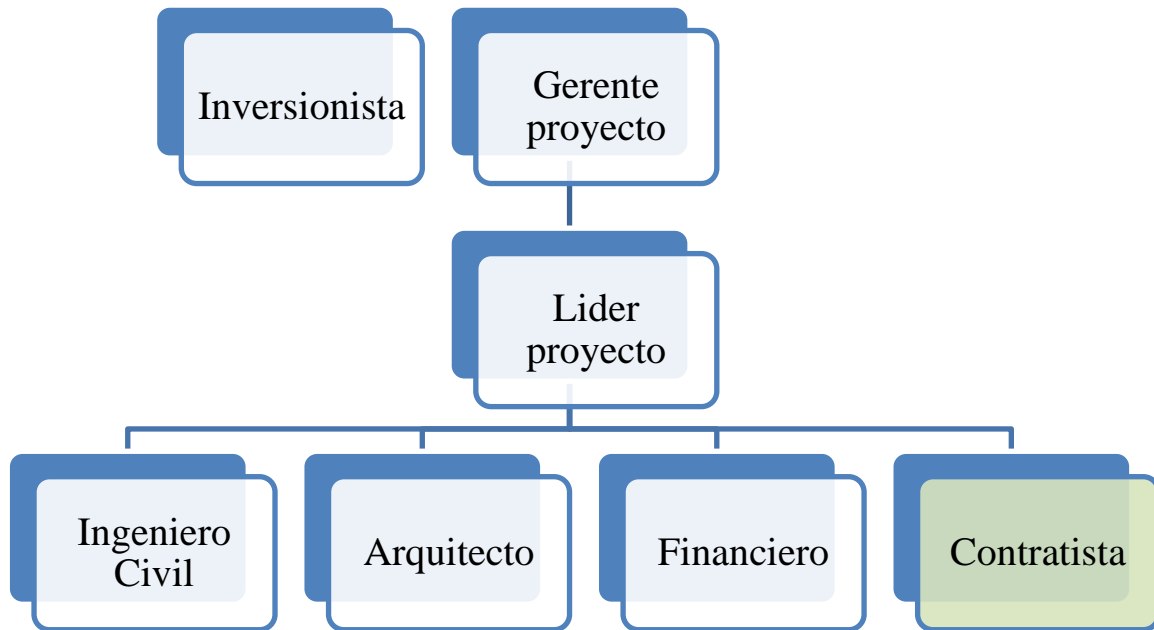 Inversionista
Gerente
proyecto
Lider
proyecto
Ingeniero
Civil
Arquitecto
Financiero
Contratista